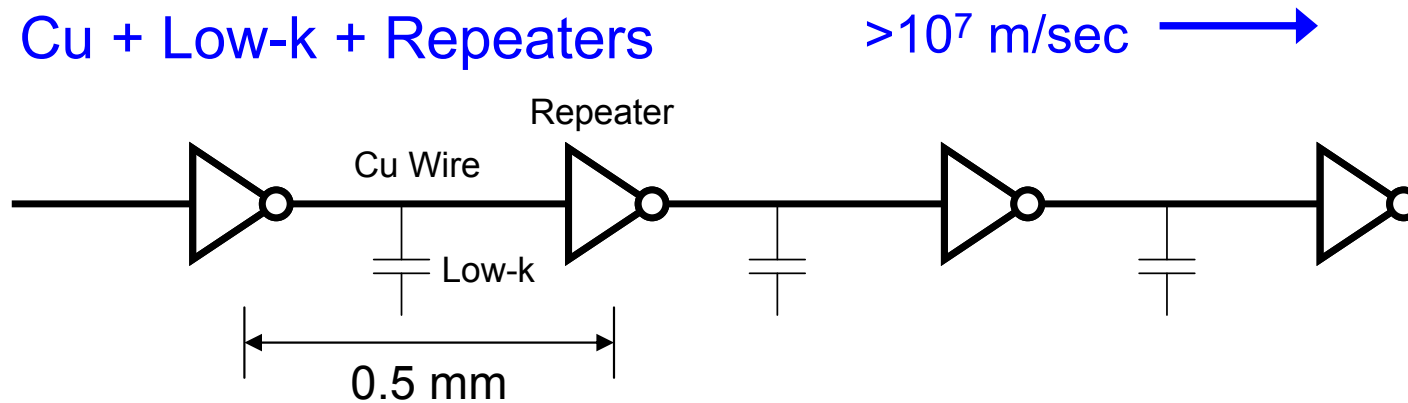 Cu + Low-k + Repeaters
>10⁷ m/sec
Repeater
Cu Wire
Low-k
0.5 mm